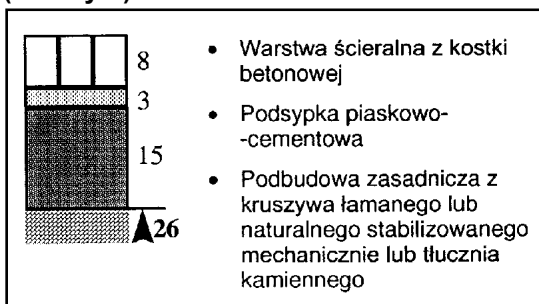 8
3
15
26
• Warstwa ścieralna z kostki
betonowej
• Podsypka piaskowo-
-cementowa
• Podbudowa zasadnicza z
kruszywa łamanego lub
naturalnego stabilizowanego
mechanicznie lub tłucznia
kamiennego